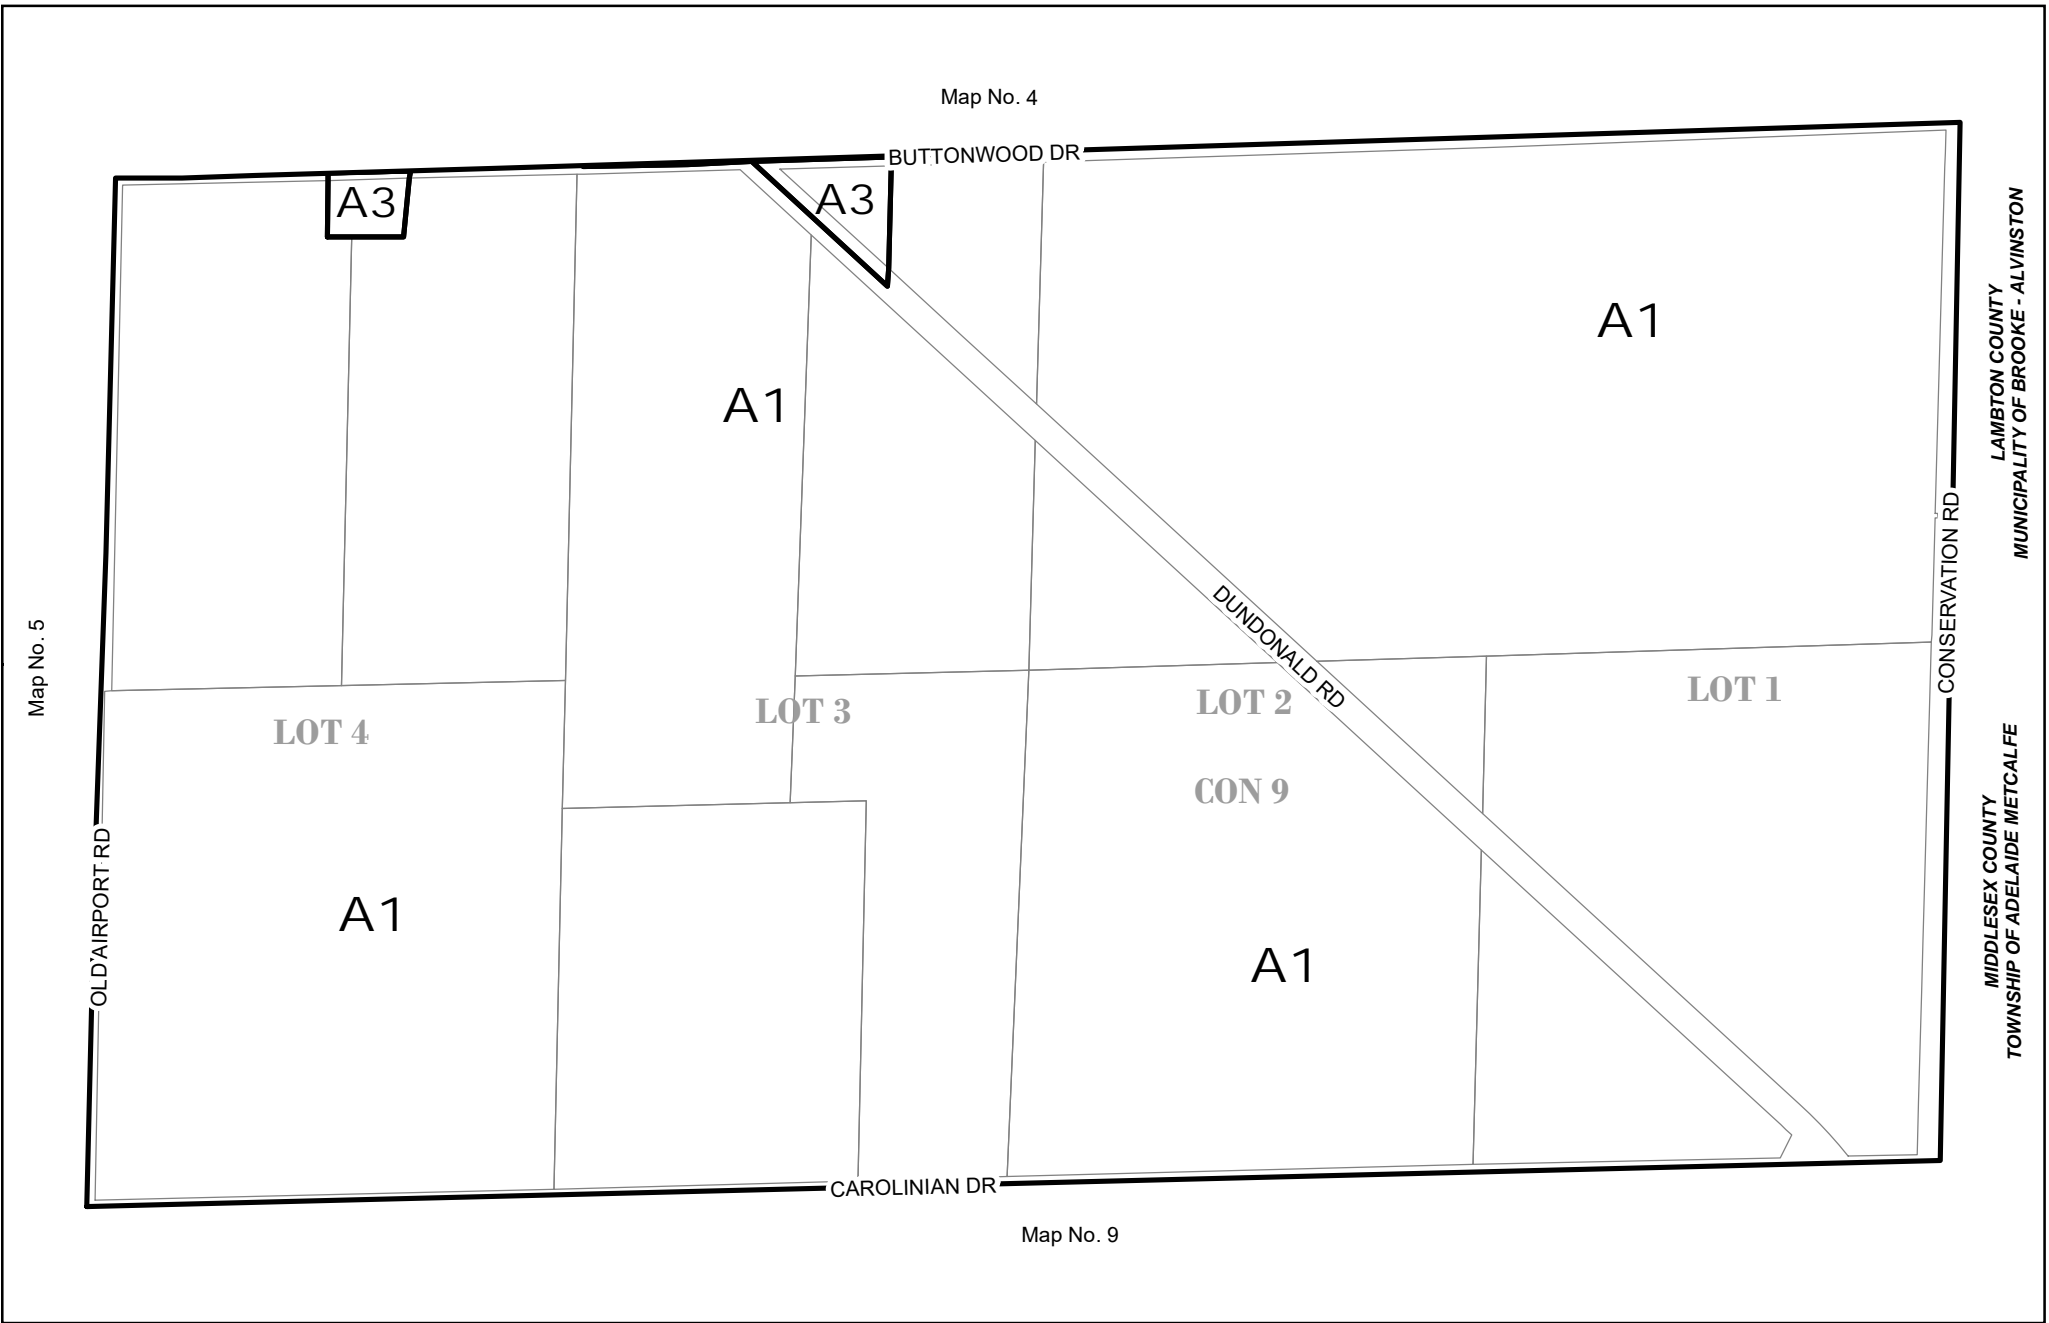 Map No. 4
BUTTONWOOD DR
A3
A3
A1
A1
LAMBTON COUNTY
MUNICIPALITY OF BROOKE - ALVINSTON
CONSERVATION RD
Map No. 5
DUNDONALD RD
LOT 4
LOT 3
LOT 2
LOT 1
CON 9
MIDDLESEX COUNTY
TOWNSHIP OF ADELAIDE METCALFE
OLD AIRPORT RD
A1
A1
CAROLINIAN DR
Map No. 9